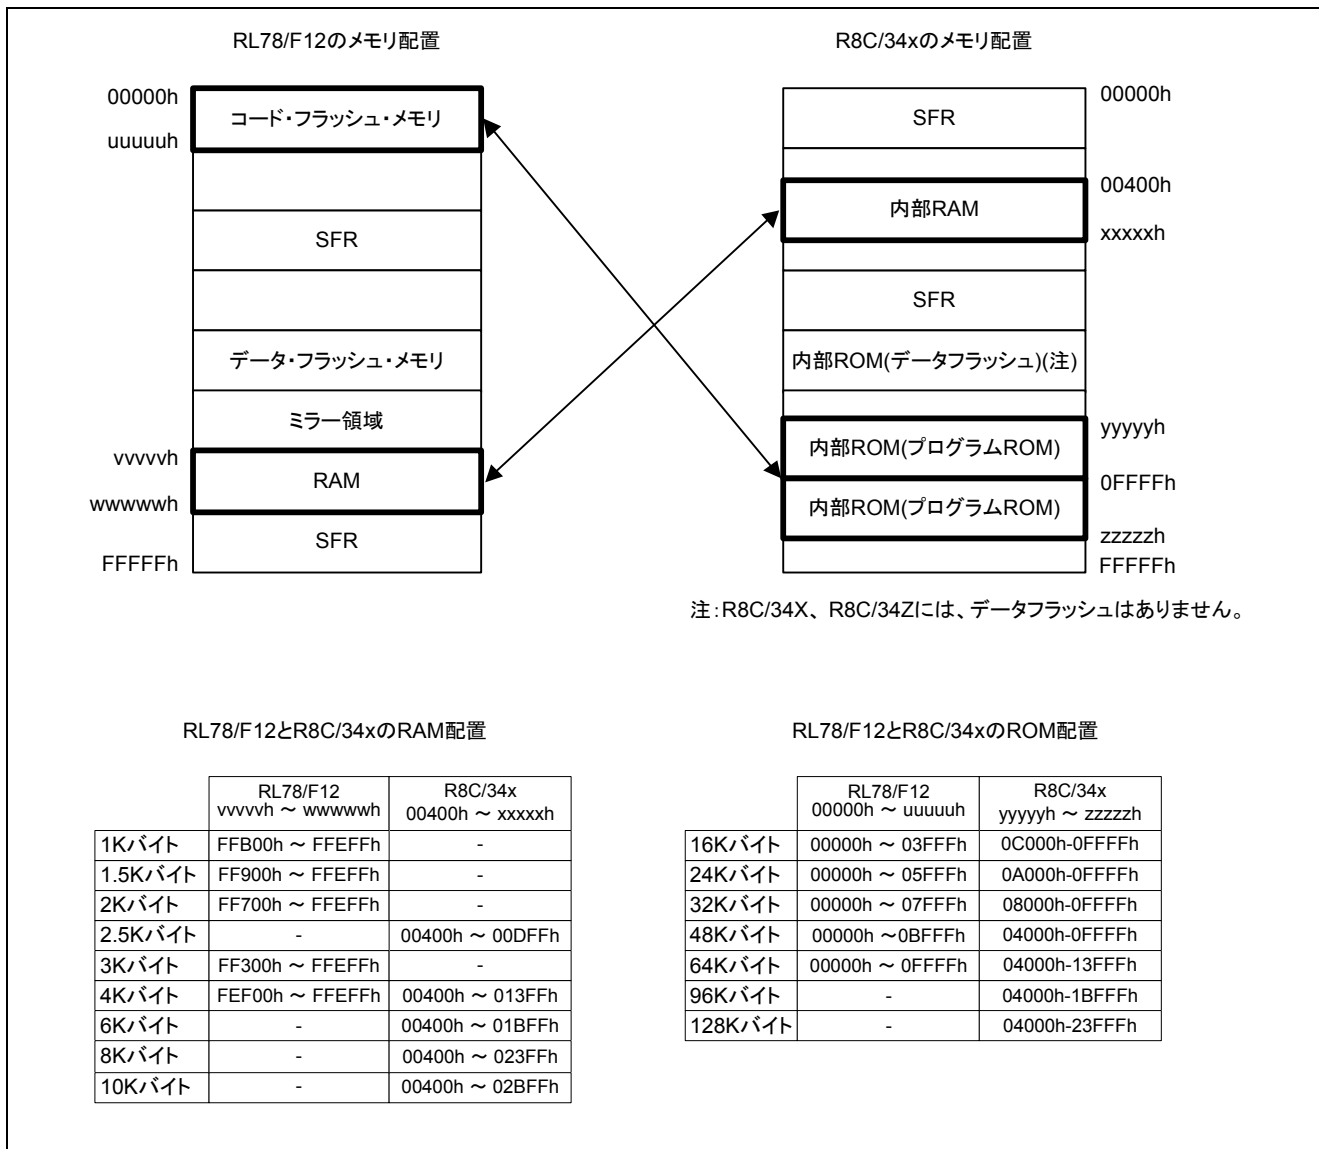 RL78/F12のメモリ配置
00000h
コード・フラッシュ・メモリ
uuuuuh
SFR
データ・フラッシュ・メモリ
ミラー領域
vvvvvh
RAM
wwwwwh
SFR
FFFFFh
R8C/34xのメモリ配置
00000h
SFR
00400h
内部RAM
xxxxxh
SFR
内部ROM(データフラッシュ)(注)
yyyyyh
内部ROM(プログラムROM)
0FFFFh
内部ROM(プログラムROM)
zzzzzh
FFFFFh
注:R8C/34X、R8C/34Zには、データフラッシュはありません。
RL78/F12とR8C/34xのRAM配置
RL78/F12 R8C/34x
vvvvvh ～ wwwwwh 00400h ～ xxxxxh
1Kバイト FFB00h ～ FFEFFh -
1.5Kバイト FF900h ～ FFEFFh -
2Kバイト FF700h ～ FFEFFh -
2.5Kバイト - 00400h ～ 00DFFh
3Kバイト FF300h ～ FFEFFh -
4Kバイト FEF00h ～ FFEFFh 00400h ～ 013FFh
6Kバイト - 00400h ～ 01BFFh
8Kバイト - 00400h ～ 023FFh
10Kバイト - 00400h ～ 02BFFh
RL78/F12とR8C/34xのROM配置
RL78/F12 R8C/34x
00000h ～ uuuuuh yyyyyh ～ zzzzzh
16Kバイト 00000h ～ 03FFFh 0C000h-0FFFFh
24Kバイト 00000h ～ 05FFFh 0A000h-0FFFFh
32Kバイト 00000h ～ 07FFFh 08000h-0FFFFh
48Kバイト 00000h ～0BFFFh 04000h-0FFFFh
64Kバイト 00000h ～ 0FFFFh 04000h-13FFFh
96Kバイト - 04000h-1BFFFh
128Kバイト - 04000h-23FFFh